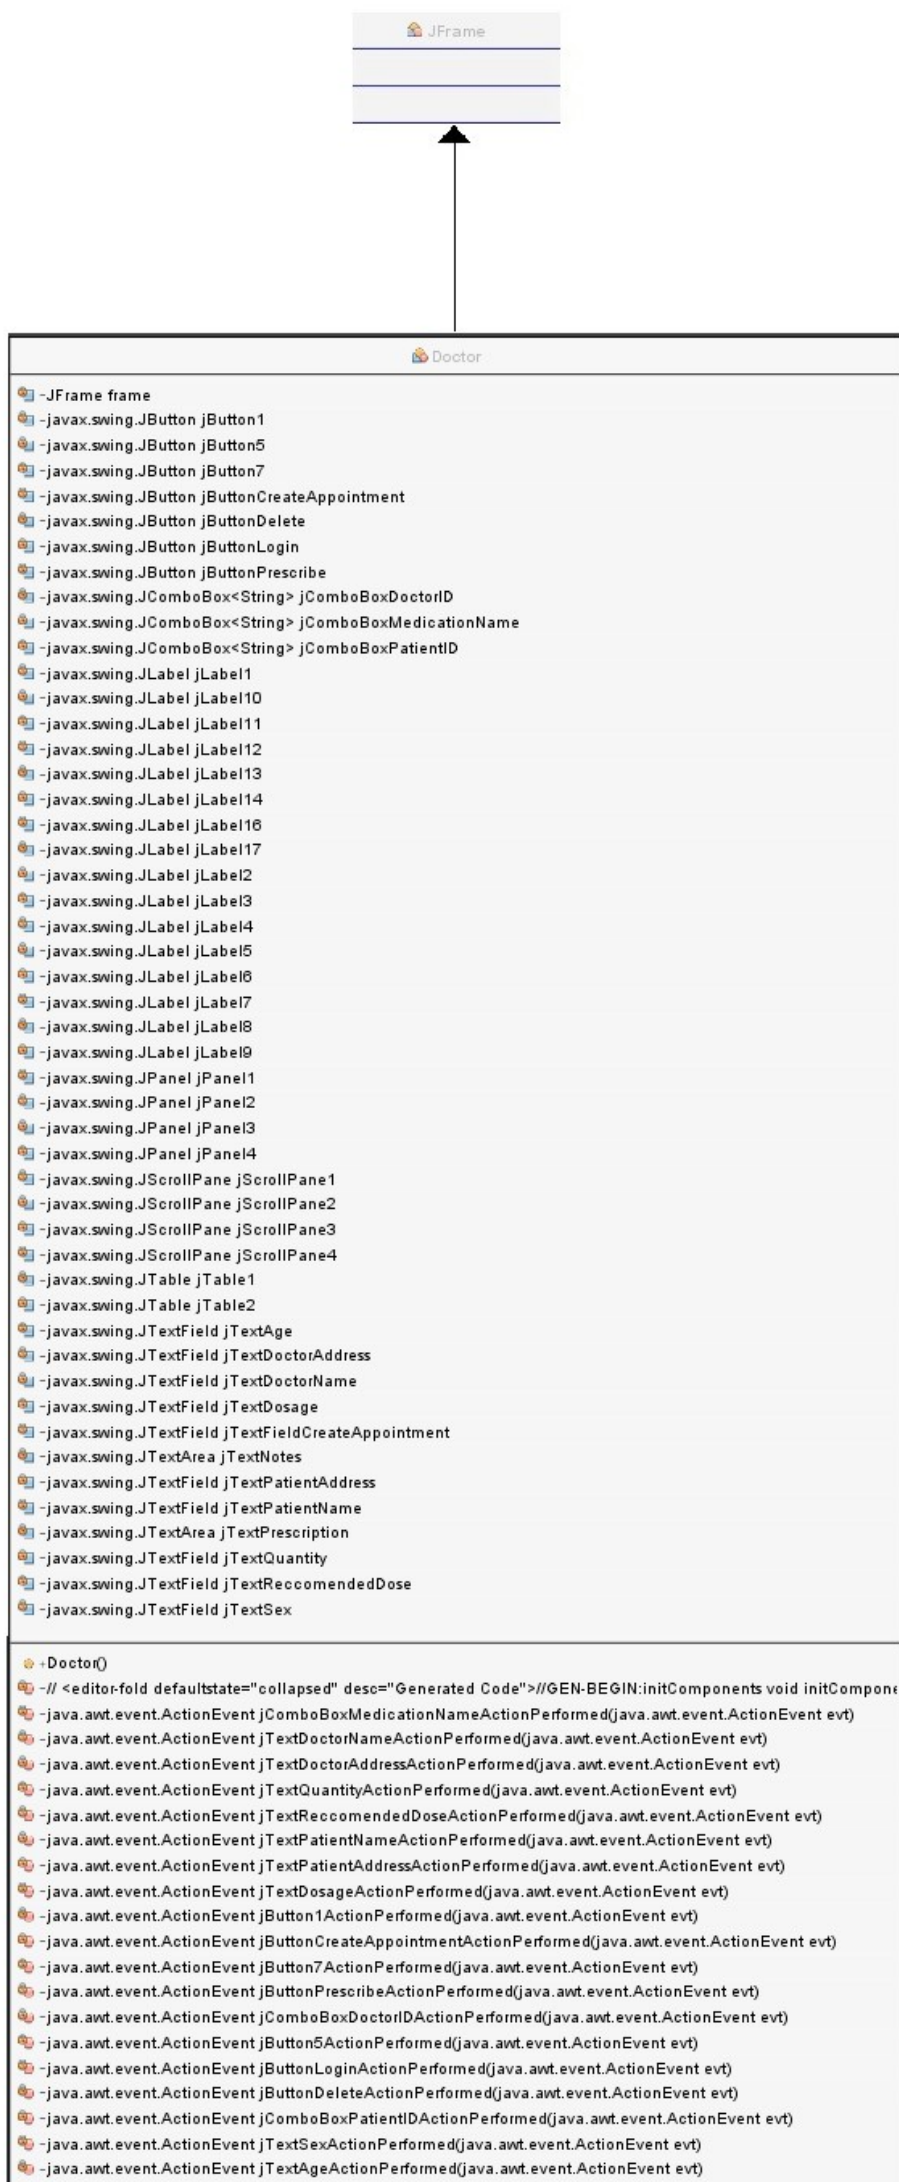 JFrame
Doctor
-JFrame frame
-javax.swing.JButton jButton1
-javax.swing.JButton jButton5
-javax.swing.JButton jButton7
-javax.swing.JButton jButtonCreateAppointment
-javax.swing.JButton jButtonDelete
-javax.swing.JButton jButtonLogin
-javax.swing.JButton jButtonPrescribe
-javax.swing.JComboBox<String> jComboBoxDoctorID
-javax.swing.JComboBox<String> jComboBoxMedicationName
-javax.swing.JComboBox<String> jComboBoxPatientID
-javax.swing.JLabel jLabel1
-javax.swing.JLabel jLabel10
-javax.swing.JLabel jLabel11
-javax.swing.JLabel jLabel12
-javax.swing.JLabel jLabel13
-javax.swing.JLabel jLabel14
-javax.swing.JLabel jLabel16
-javax.swing.JLabel jLabel17
-javax.swing.JLabel jLabel2
-javax.swing.JLabel jLabel3
-javax.swing.JLabel jLabel4
-javax.swing.JLabel jLabel5
-javax.swing.JLabel jLabel6
-javax.swing.JLabel jLabel7
-javax.swing.JLabel jLabel8
-javax.swing.JLabel jLabel9
-javax.swing.JPanel jPanel1
-javax.swing.JPanel jPanel2
-javax.swing.JPanel jPanel3
-javax.swing.JPanel jPanel4
-javax.swing.JScrollPane jScrollPane1
-javax.swing.JScrollPane jScrollPane2
-javax.swing.JScrollPane jScrollPane3
-javax.swing.JScrollPane jScrollPane4
-javax.swing.JTable jTable1
-javax.swing.JTable jTable2
-javax.swing.JTextField jTextAge
-javax.swing.JTextField jTextDoctorAddress
-javax.swing.JTextField jTextDoctorName
-javax.swing.JTextField jTextDosage
-javax.swing.JTextField jTextFieldCreateAppointment
-javax.swing.JTextArea jTextNotes
-javax.swing.JTextField jTextPatientAddress
-javax.swing.JTextField jTextPatientName
-javax.swing.JTextArea jTextPrescription
-javax.swing.JTextField jTextQuantity
-javax.swing.JTextField jTextReccomendedDose
-javax.swing.JTextField jTextSex
+Doctor()
-// <editor-fold defaultstate="collapsed" desc="Generated Code">//GEN-BEGIN:initComponents void initCompone
-java.awt.event.ActionEvent jComboBoxMedicationNameActionPerformed(java.awt.event.ActionEvent evt)
-java.awt.event.ActionEvent jTextDoctorNameActionPerformed(java.awt.event.ActionEvent evt)
-java.awt.event.ActionEvent jTextDoctorAddressActionPerformed(java.awt.event.ActionEvent evt)
-java.awt.event.ActionEvent jTextQuantityActionPerformed(java.awt.event.ActionEvent evt)
-java.awt.event.ActionEvent jTextReccomendedDoseActionPerformed(java.awt.event.ActionEvent evt)
-java.awt.event.ActionEvent jTextPatientNameActionPerformed(java.awt.event.ActionEvent evt)
-java.awt.event.ActionEvent jTextPatientAddressActionPerformed(java.awt.event.ActionEvent evt)
-java.awt.event.ActionEvent jTextDosageActionPerformed(java.awt.event.ActionEvent evt)
-java.awt.event.ActionEvent jButton1ActionPerformed(java.awt.event.ActionEvent evt)
-java.awt.event.ActionEvent jButtonCreateAppointmentActionPerformed(java.awt.event.ActionEvent evt)
-java.awt.event.ActionEvent jButton7ActionPerformed(java.awt.event.ActionEvent evt)
-java.awt.event.ActionEvent jButtonPrescribeActionPerformed(java.awt.event.ActionEvent evt)
-java.awt.event.ActionEvent jComboBoxDoctorIDActionPerformed(java.awt.event.ActionEvent evt)
-java.awt.event.ActionEvent jButton5ActionPerformed(java.awt.event.ActionEvent evt)
-java.awt.event.ActionEvent jButtonLoginActionPerformed(java.awt.event.ActionEvent evt)
-java.awt.event.ActionEvent jButtonDeleteActionPerformed(java.awt.event.ActionEvent evt)
-java.awt.event.ActionEvent jComboBoxPatientIDActionPerformed(java.awt.event.ActionEvent evt)
-java.awt.event.ActionEvent jTextSexActionPerformed(java.awt.event.ActionEvent evt)
-java.awt.event.ActionEvent jTextAgeActionPerformed(java.awt.event.ActionEvent evt)